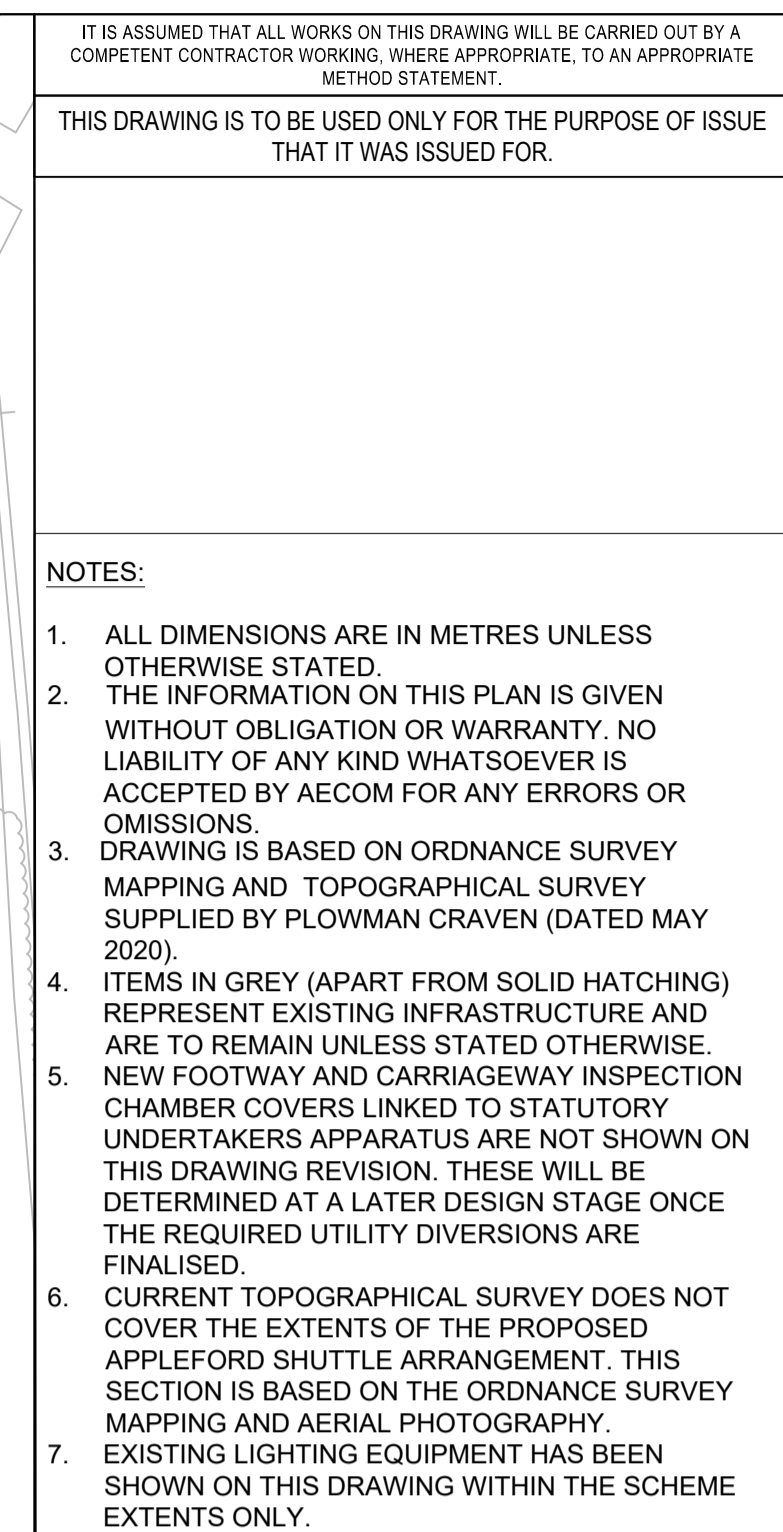 IT IS ASSUMED THAT ALL WORKS ON THIS DRAWING WILL BE CARRIED OUT BY A
COMPETENT CONTRACTOR WORKING, WHERE APPROPRIATE, TO AN APPROPRIATE
METHOD STATEMENT.
THIS DRAWING IS TO BE USED ONLY FOR THE PURPOSE OF ISSUE
THAT IT WAS ISSUED FOR.
NOTES:
1. ALL DIMENSIONS ARE IN METRES UNLESS
OTHERWISE STATED.
2. THE INFORMATION ON THIS PLAN IS GIVEN
WITHOUT OBLIGATION OR WARRANTY. NO
LIABILITY OF ANY KIND WHATSOEVER IS
ACCEPTED BY AECOM FOR ANY ERRORS OR
OMISSIONS.
3. DRAWING IS BASED ON ORDNANCE SURVEY
MAPPING AND TOPOGRAPHICAL SURVEY
SUPPLIED BY PLOWMAN CRAVEN (DATED MAY
2020).
4. ITEMS IN GREY (APART FROM SOLID HATCHING)
REPRESENT EXISTING INFRASTRUCTURE AND
ARE TO REMAIN UNLESS STATED OTHERWISE.
5. NEW FOOTWAY AND CARRIAGEWAY INSPECTION
CHAMBER COVERS LINKED TO STATUTORY
UNDERTAKERS APPARATUS ARE NOT SHOWN ON
THIS DRAWING REVISION. THESE WILL BE
DETERMINED AT A LATER DESIGN STAGE ONCE
THE REQUIRED UTILITY DIVERSIONS ARE
FINALISED.
6. CURRENT TOPOGRAPHICAL SURVEY DOES NOT
COVER THE EXTENTS OF THE PROPOSED
APPLEFORD SHUTTLE ARRANGEMENT. THIS
SECTION IS BASED ON THE ORDNANCE SURVEY
MAPPING AND AERIAL PHOTOGRAPHY.
7. EXISTING LIGHTING EQUIPMENT HAS BEEN
SHOWN ON THIS DRAWING WITHIN THE SCHEME
EXTENTS ONLY.